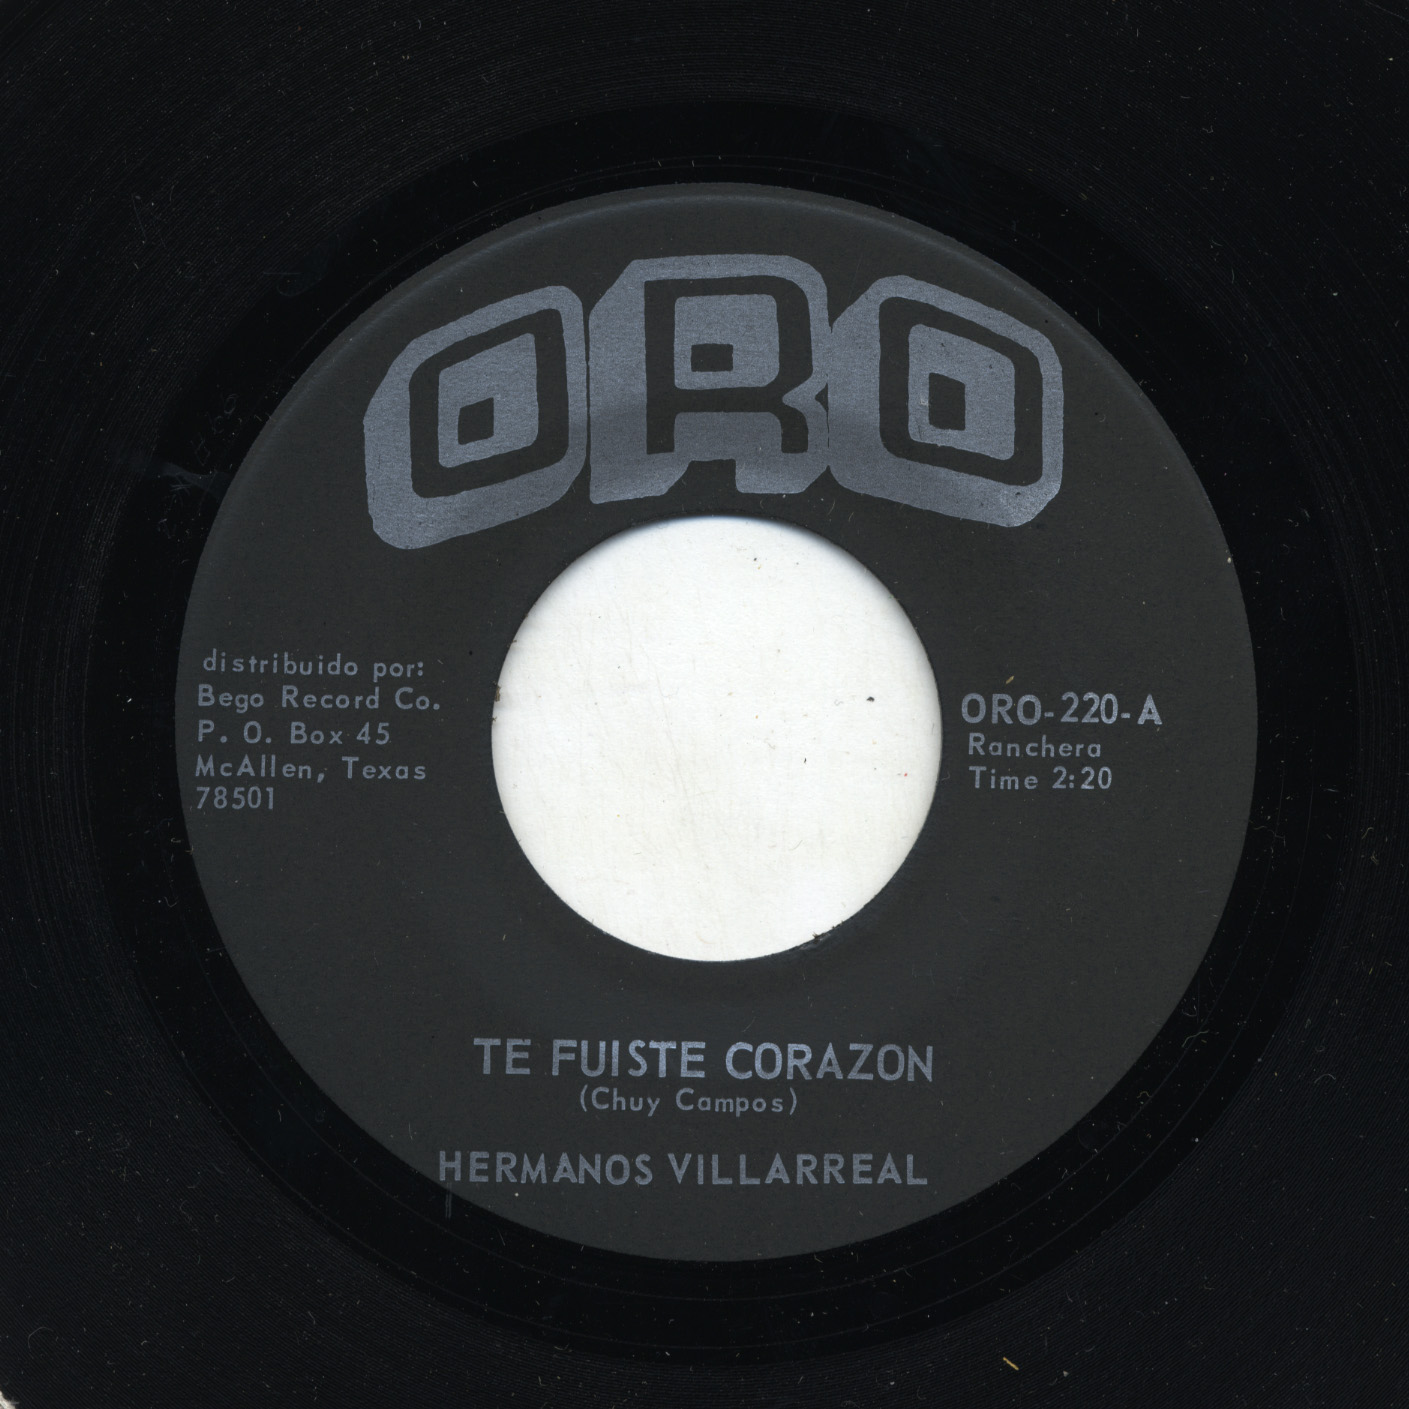 ORO
distribuido por:
Bego Record Co.
P. O. Box 45
McAllen, Texas
78501
ORO-220-A
Ranchera
Time 2:20
TE FUISTE CORAZON
(Chuy Campos)
HERMANOS VILLARREAL